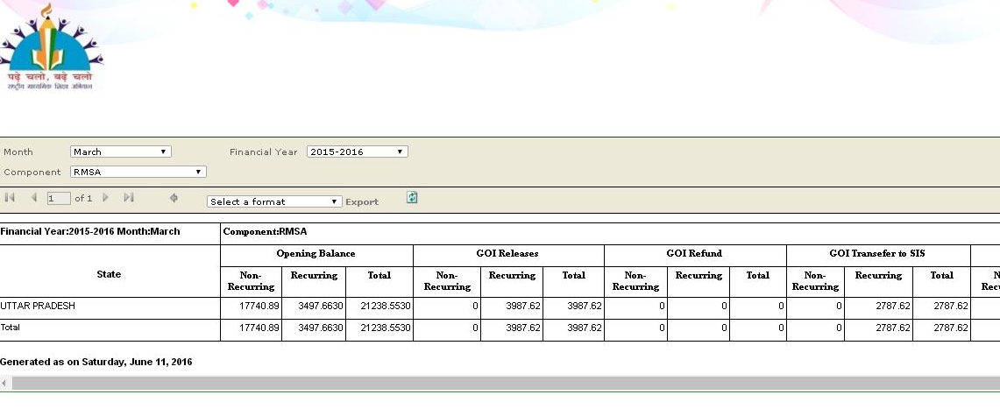 पढ़े चलो, बढ़े चलो
राष्ट्रीय माध्यमिक शिक्षा अभियान
Month March Financial Year 2015-2016
Component RMSA
1 of 1 Select a format Export
Financial Year:2015-2016 Month:March Component:RMSA
State Opening Balance GOI Releases GOI Refund GOI Transefer to SIS
Non-Recurring Recurring Total Non-Recurring Recurring Total Non-Recurring Recurring Total Non-Recurring Recurring Total
UTTAR PRADESH 17740.89 3497.6630 21238.5530 0 3987.62 3987.62 0 0 0 0 2787.62 2787.62
Total 17740.89 3497.6630 21238.5530 0 3987.62 3987.62 0 0 0 0 2787.62 2787.62
Generated as on Saturday, June 11, 2016